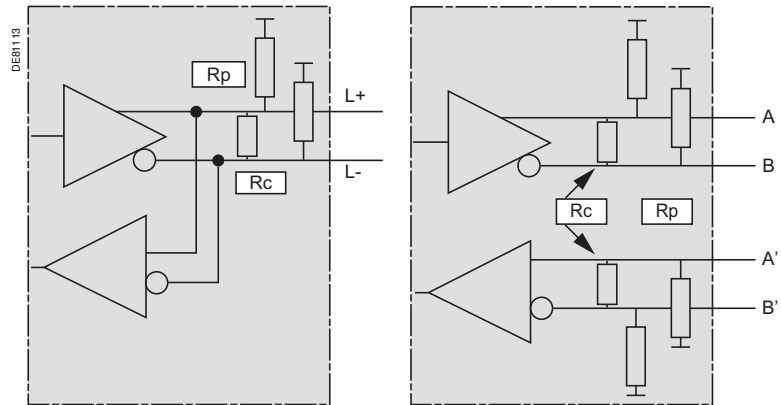 DE81113
Rp
L+
Rc
L-
A
B
Rc
Rp
A'
B'